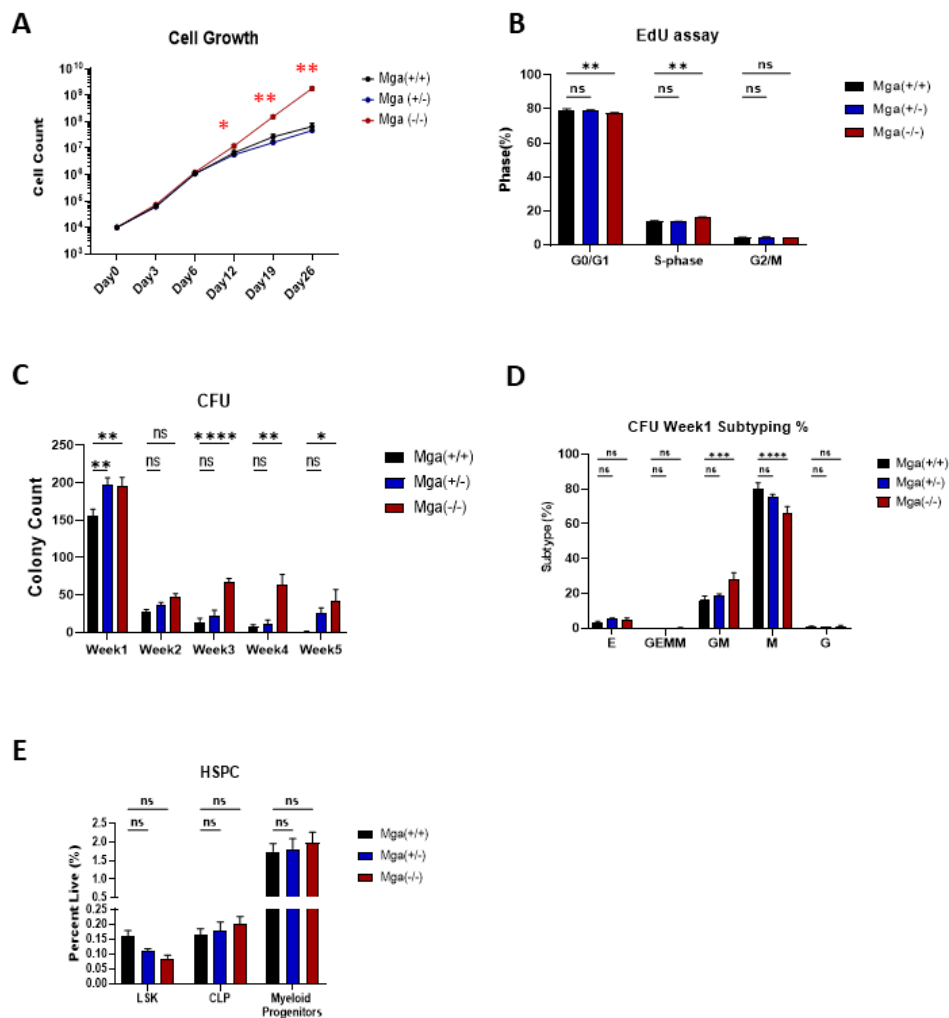 A
Cell Growth
Cell Count
10^10
10^9
10^8
10^7
10^6
10^5
10^4
10^3
*
**
**
Day0
Day3
Day6
Day12
Day19
Day26
Mga(+/+)
Mga (+/-)
Mga (-/-)
B
EdU assay
Phase(%)
100
80
60
40
20
0
**
ns
**
ns
ns
ns
G0/G1
S-phase
G2/M
Mga(+/+)
Mga(+/-)
Mga(-/-)
C
CFU
Colony Count
250
200
150
100
50
0
**
**
ns
ns
****
ns
**
ns
*
ns
Week1
Week2
Week3
Week4
Week5
Mga(+/+)
Mga(+/-)
Mga(-/-)
D
CFU Week1 Subtyping %
Subtype (%)
100
80
60
40
20
0
ns
ns
ns
ns
***
ns
****
ns
ns
ns
E
GEMM
GM
M
G
Mga(+/+)
Mga(+/-)
Mga(-/-)
E
HSPC
Percent Live (%)
2.5
2.0
1.5
1.0
0.5
0.25
0.20
0.15
0.10
0.05
0.00
ns
ns
ns
ns
ns
ns
LSK
CLP
Myeloid
Progenitors
Mga(+/+)
Mga(+/-)
Mga(-/-)